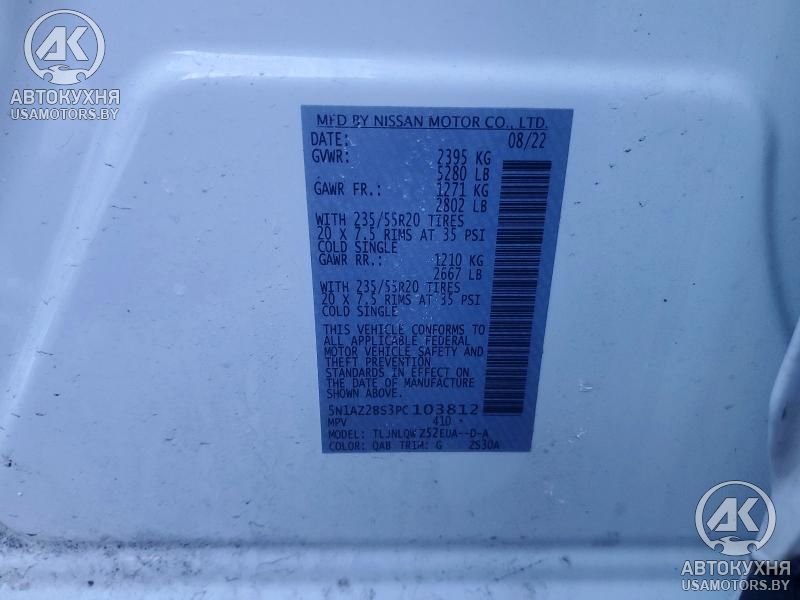 АК
АВТОКУХНЯ
USAMOTORS.BY
MFD BY NISSAN MOTOR CO., LTD.
DATE: 08/22
GVWR: 2395 KG
5280 LB
GAWR FR.: 1271 KG
2802 LB
WITH 235/55R20 TIRES
20 X 7.5 RIMS AT 35 PSI
COLD SINGLE
GAWR RR.: 1210 KG
2667 LB
WITH 235/55R20 TIRES
20 X 7.5 RIMS AT 35 PSI
COLD SINGLE
THIS VEHICLE CONFORMS TO
ALL APPLICABLE FEDERAL
MOTOR VEHICLE SAFETY AND
THEFT PREVENTION
STANDARDS IN EFFECT ON
THE DATE OF MANUFACTURE
SHOWN ABOVE.
5N1AZ2BS3PC103812
MPV 410
MODEL: TLJNLQW Z52EUA--D-A
COLOR: QAB TRIM: G ZS30A
АК
АВТОКУХНЯ
USAMOTORS.BY